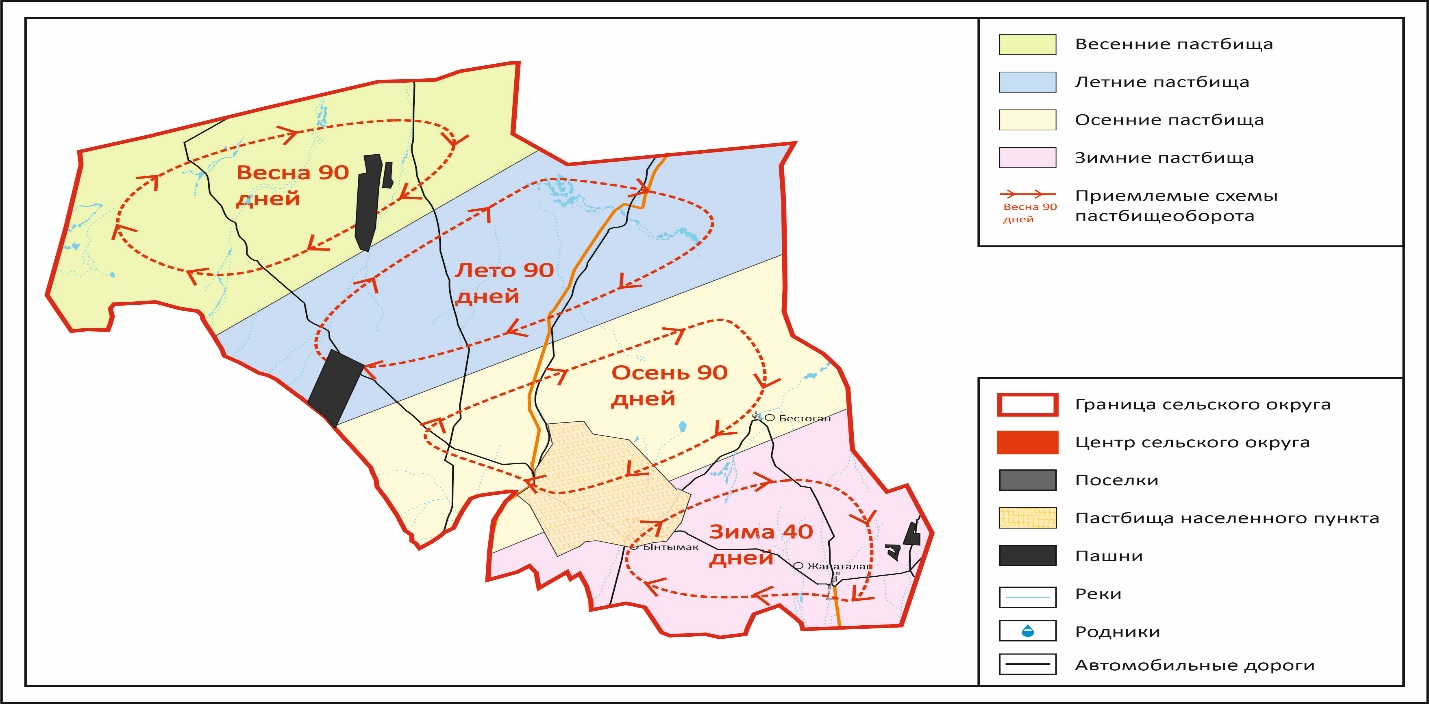 Весна 90
дней
Лето 90
дней
Осень 90
дней
Бестоган
Зима 40
дней
Ынтымак
Жанаталап
Весенние пастбища
Летние пастбища
Осенние пастбища
Зимние пастбища
Весна 90
дней
Приемлемые схемы
пастбищеоборота
Граница сельского округа
Центр сельского округа
Поселки
Пастбища населенного пункта
Пашни
Реки
Родники
Автомобильные дороги